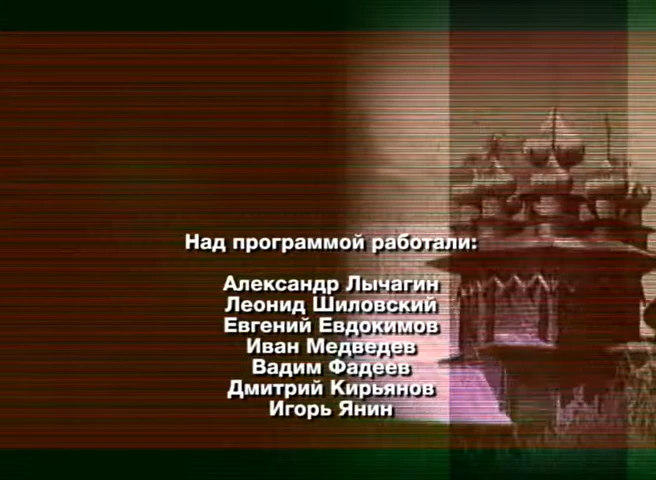 Над программой работали:
Александр Лычагин
Леонид Шиловский
Евгений Евдокимов
Иван Медведев
Вадим Фадеев
Дмитрий Кирьянов
Игорь Янин